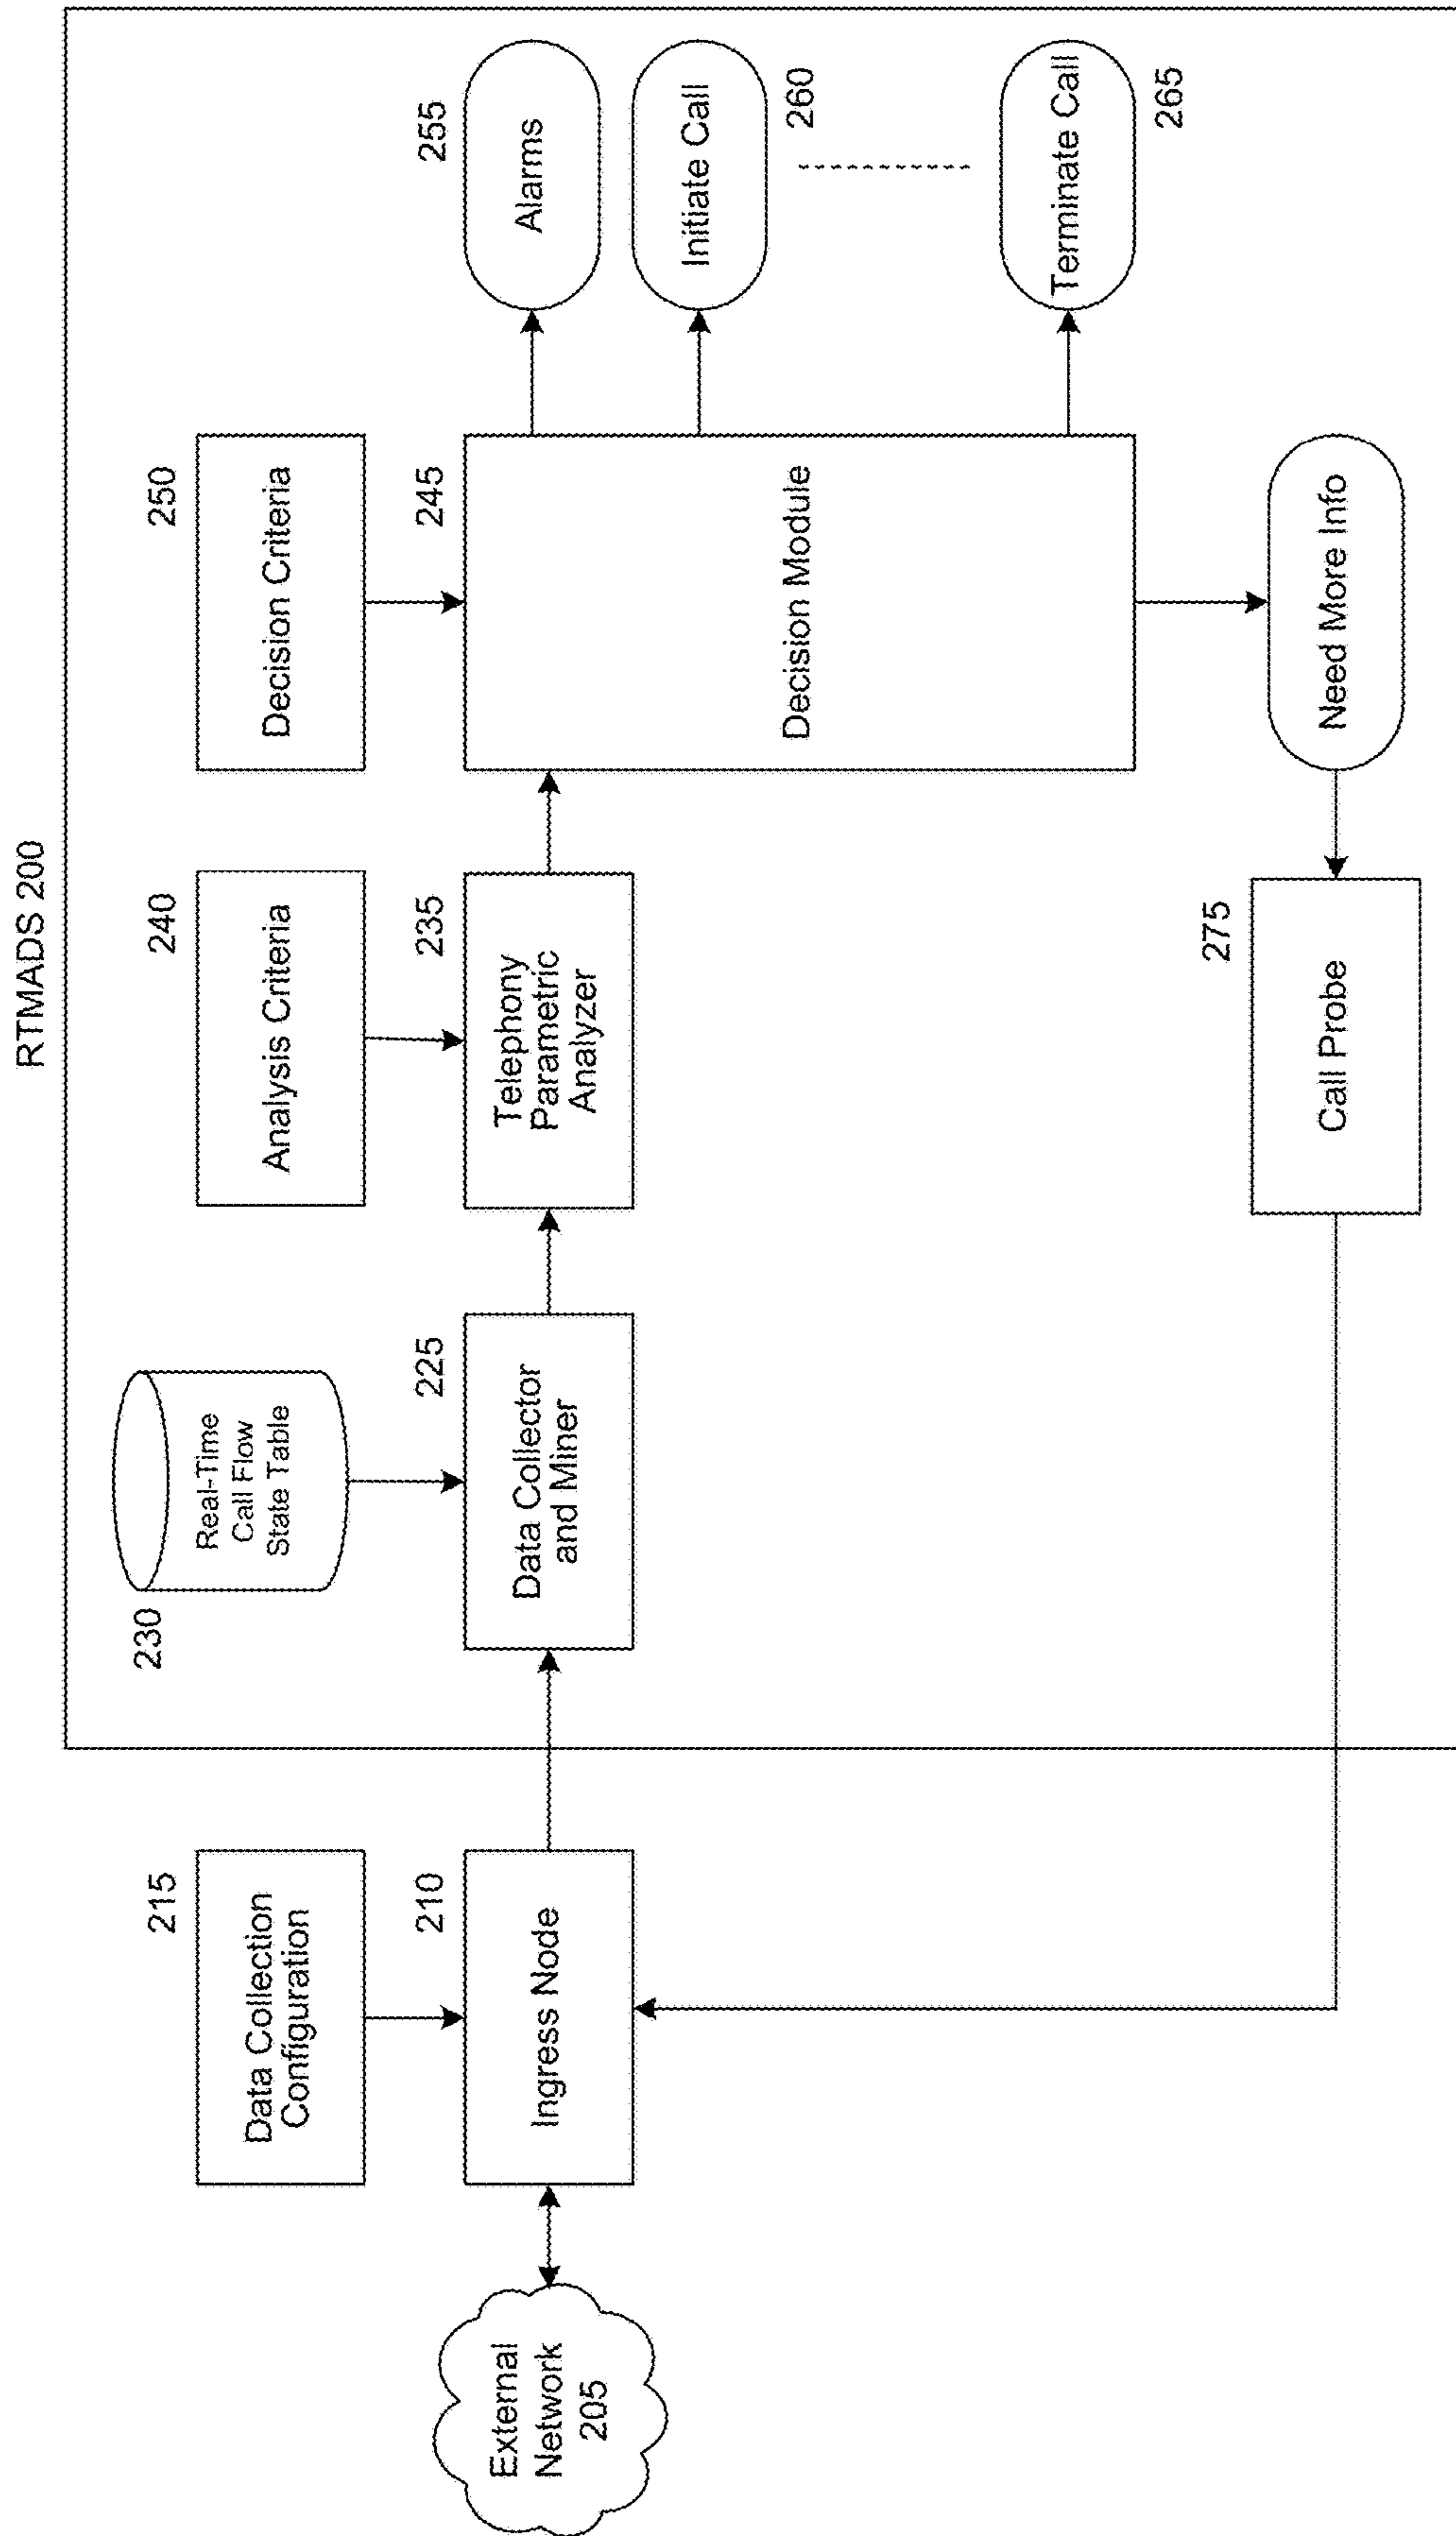 RTMADS 200
215
Data Collection
Configuration
230
Real-Time
Call Flow
State Table
240
Analysis Criteria
250
Decision Criteria
External
Network
205
210
Ingress Node
225
Data Collector
and Miner
235
Telephony
Parametric
Analyzer
245
Decision Module
255
Alarms
Initiate Call
260
Terminate Call
265
275
Call Probe
Need More Info